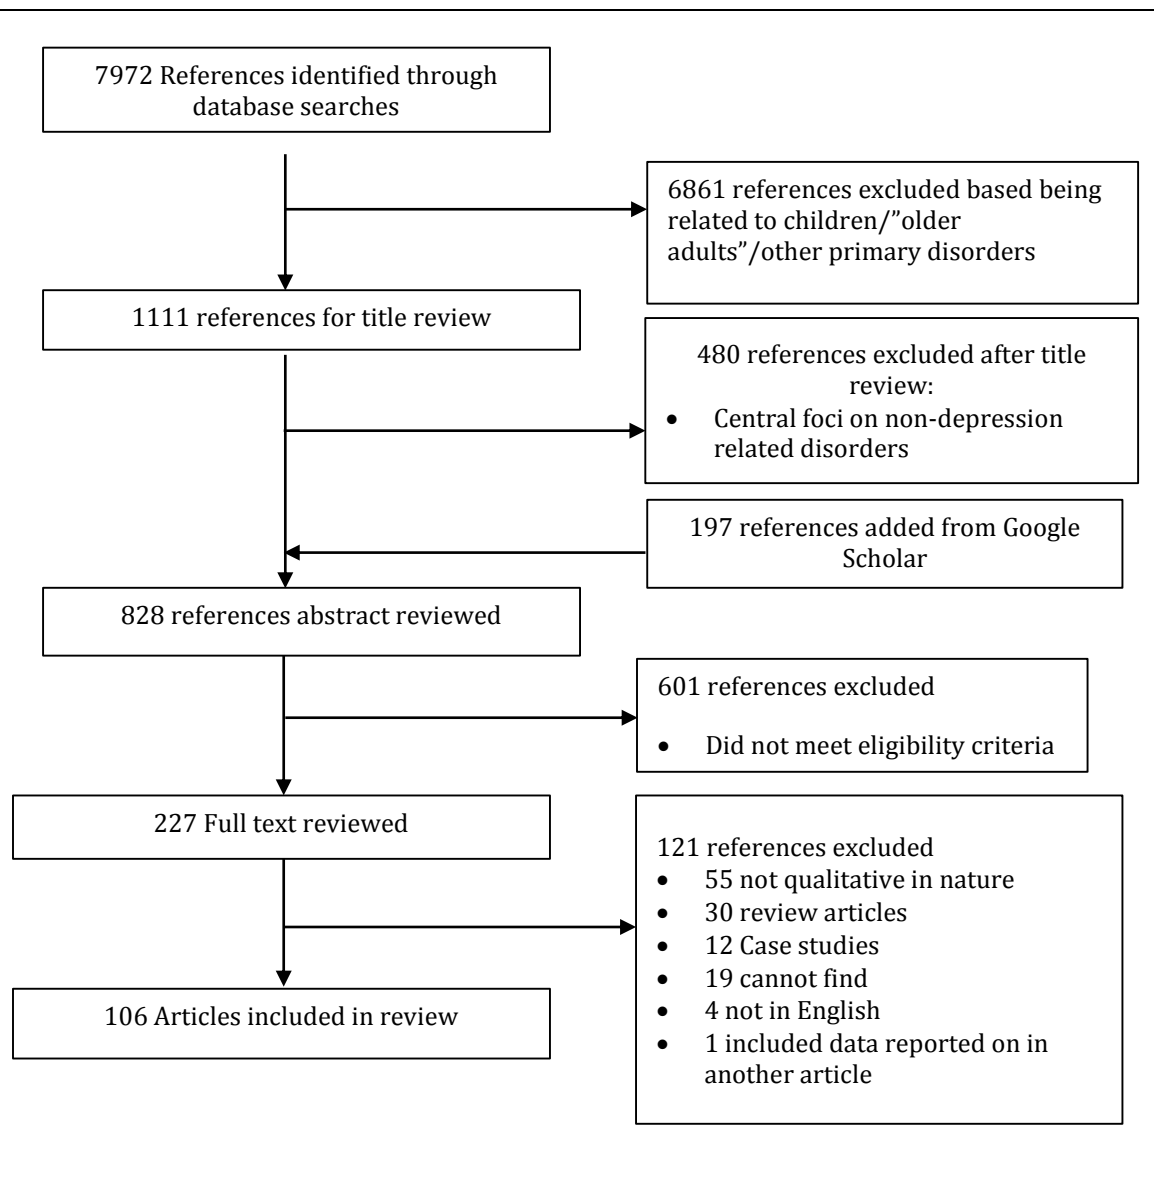 7972 References identified through
database searches
6861 references excluded based being
related to children/”older
adults”/other primary disorders
1111 references for title review
480 references excluded after title
review:
• Central foci on non-depression
related disorders
197 references added from Google
Scholar
828 references abstract reviewed
601 references excluded
• Did not meet eligibility criteria
227 Full text reviewed
121 references excluded
• 55 not qualitative in nature
• 30 review articles
• 12 Case studies
• 19 cannot find
• 4 not in English
• 1 included data reported on in
another article
106 Articles included in review